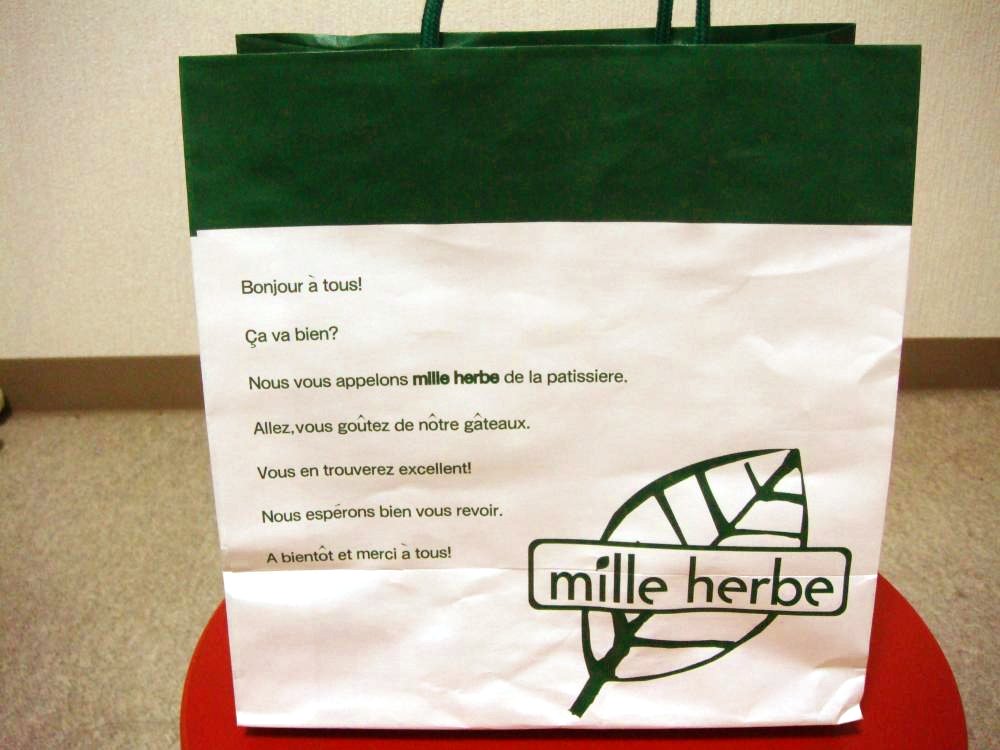 Bonjour à tous!
Ça va bien?
Nous vous appelons mille herbe de la patissiere.
Allez,vous goûtez de nôtre gâteaux.
Vous en trouverez excellent!
Nous espérons bien vous revoir.
A bientôt et merci à tous!
mille herbe